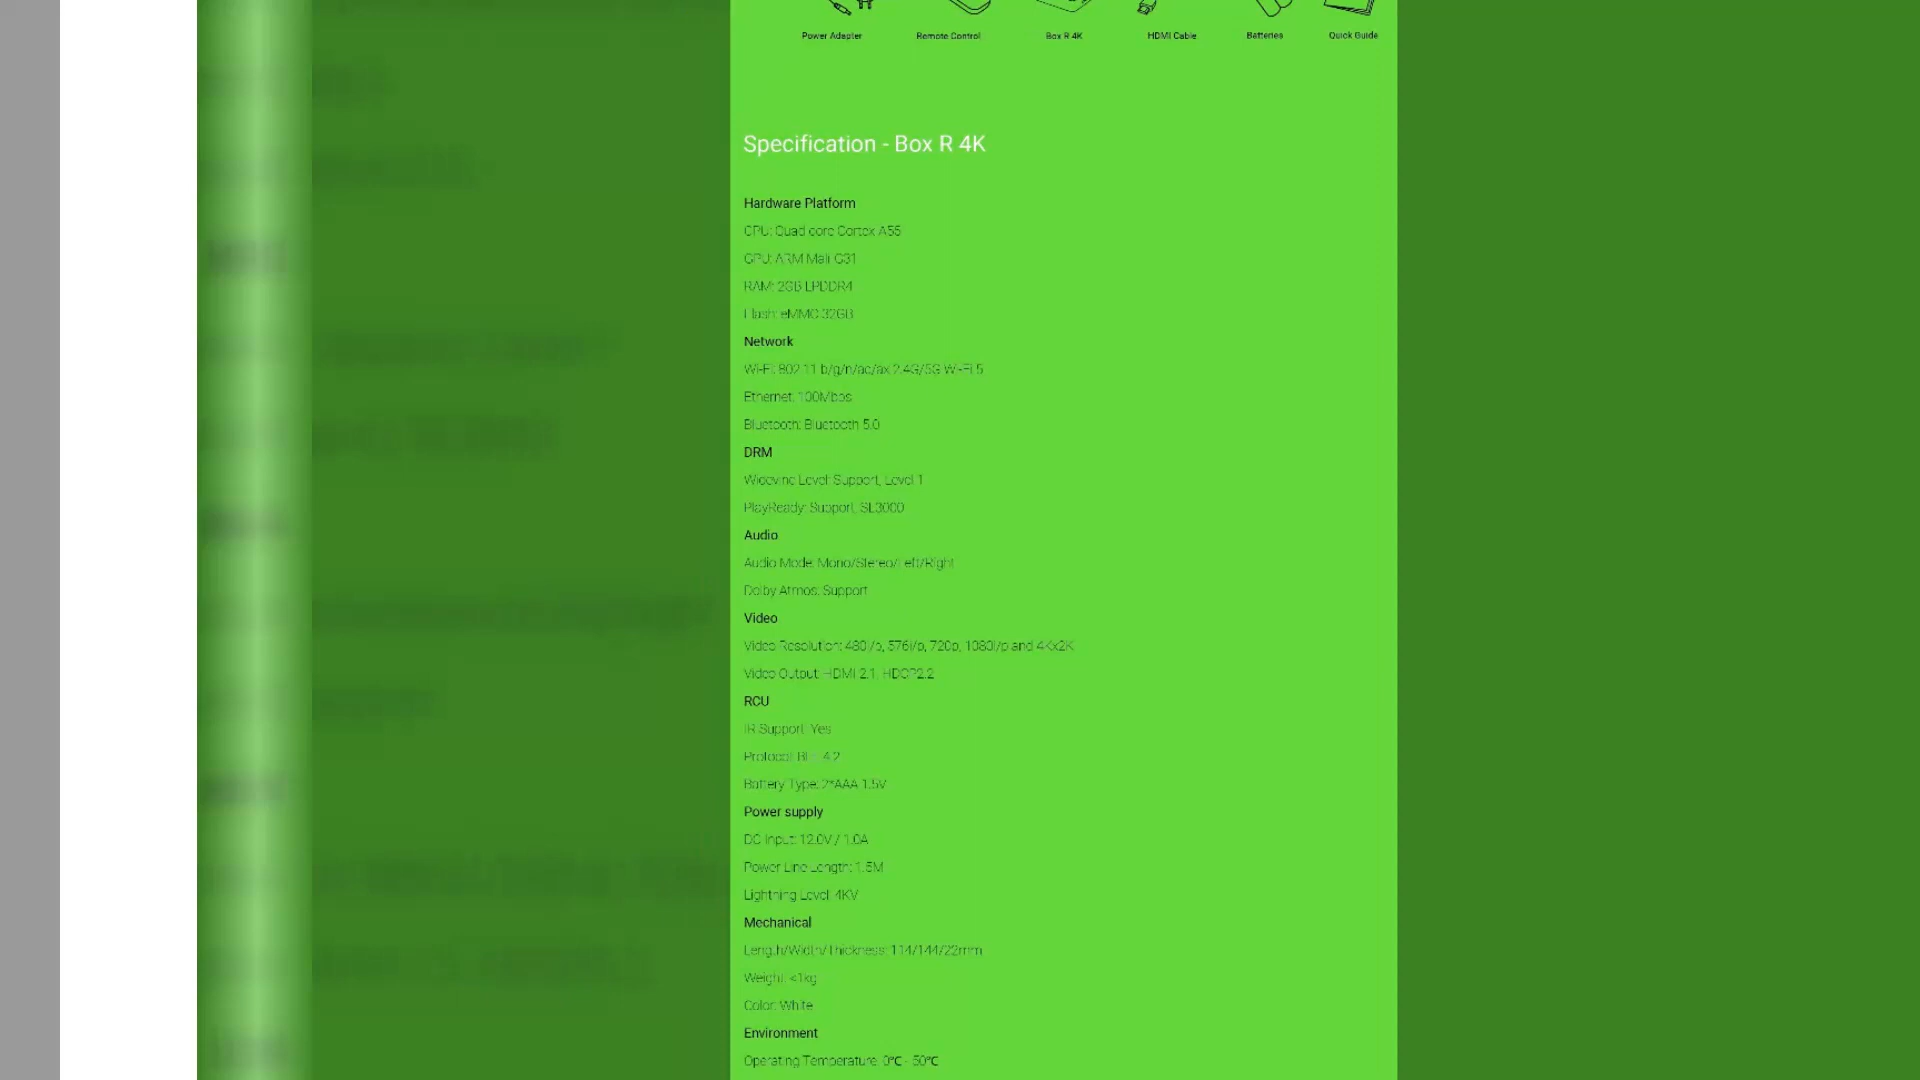 Power Adapter Remote Control Box R 4K HDMI Cable Batteries Quick Guide
Specification - Box R 4K
Hardware Platform
CPU: Quad core Cortex A55
GPU: ARM Mali G31
RAM: 2GB LPDDR4
Flash: eMMC 32GB
Network
Wi-Fi: 802.11 b/g/n/ac/ax 2.4G/5G Wi-Fi 5
Ethernet: 100Mbps
Bluetooth: Bluetooth 5.0
DRM
Widevine Level: Support, Level 1
PlayReady: Support, SL3000
Audio
Audio Mode: Mono/Stereo/Left/Right
Dolby Atmos: Support
Video
Video Resolution: 480i/p, 576i/p, 720p, 1080i/p and 4Kx2K
Video Output: HDMI 2.1, HDCP2.2
RCU
IR Support: Yes
Protocol: BLE 4.2
Battery Type: 2*AAA 1.5V
Power supply
DC Input: 12.0V / 1.0A
Power Line Length: 1.5M
Lightning Level: 4KV
Mechanical
Length/Width/Thickness: 114/144/22mm
Weight: <1kg
Color: White
Environment
Operating Temperature: 0℃ - 50℃